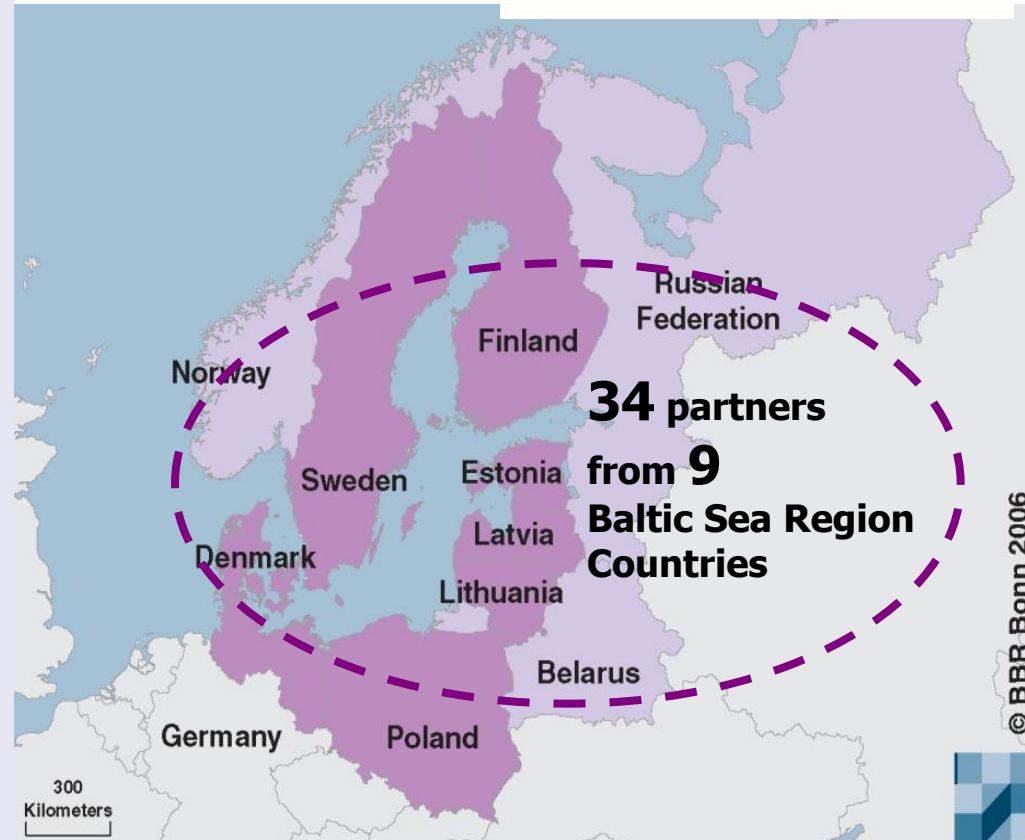 Russian
Federation
Finland
Norway
34 partners
from 9
Baltic Sea Region
Countries
Sweden
Estonia
Latvia
Denmark
Lithuania
Belarus
Germany
Poland
300
Kilometers
© BBR Bonn 2006